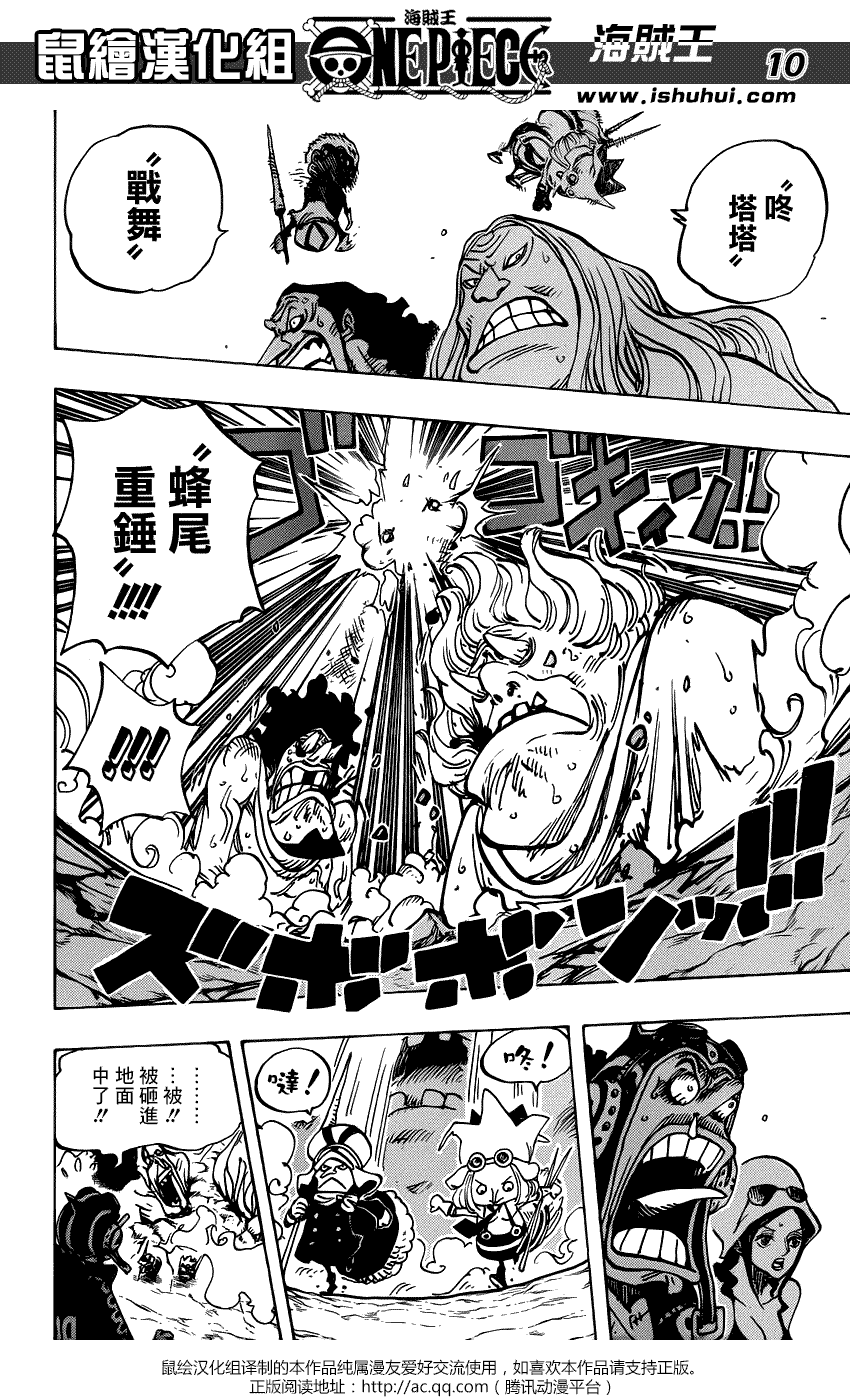 鼠繪漢化組
海賊王
ONE PIECE
海賊王
10
www.ishuhui.com
〝咚
塔塔〞
〝戰舞〞
ゴゴキィン!!
〝蜂尾
重錘〞!!!!
!!!!
ズボボンッ!!!
咚！
噠！
………
…被!!
被砸進
地面
中了!!
鼠绘汉化组译制的本作品纯属漫友爱好交流使用，如喜欢本作品请支持正版。
正版阅读地址：http://ac.qq.com（腾讯动漫平台）